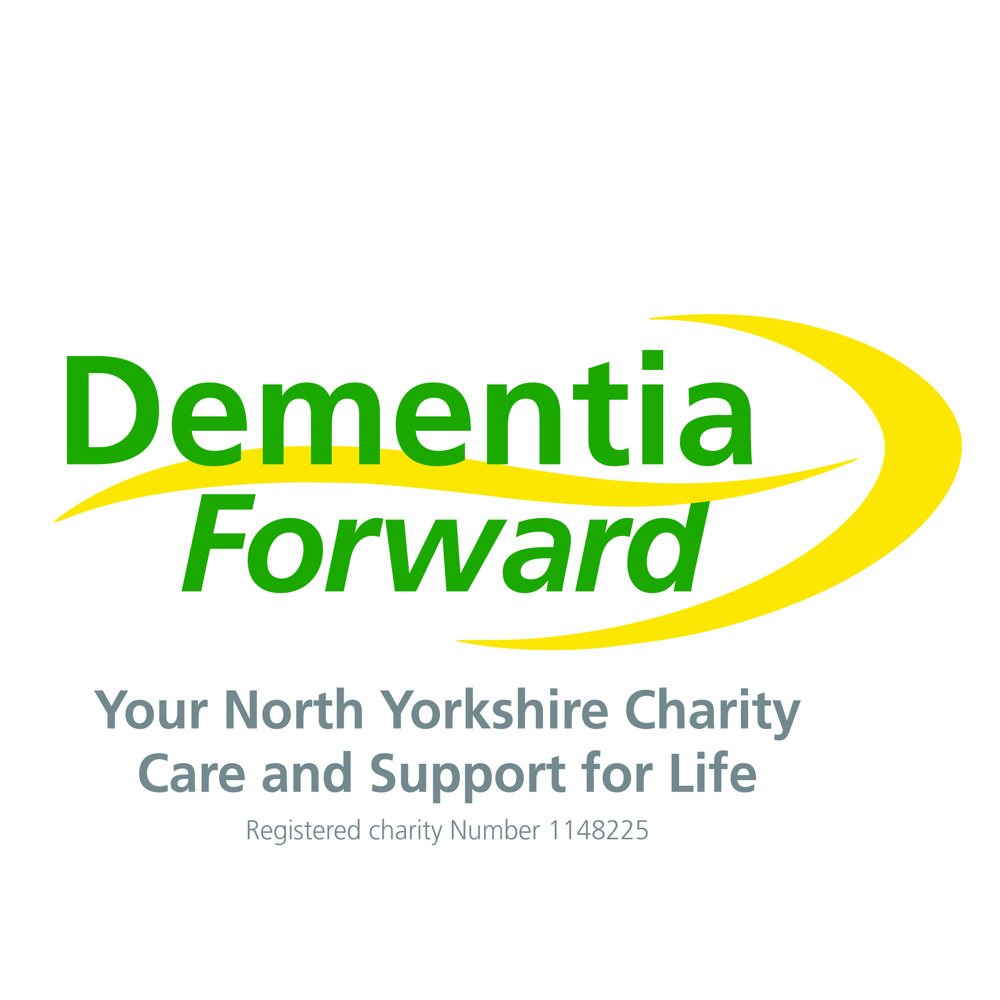 Dementia
Forward
Your North Yorkshire Charity
Care and Support for Life
Registered charity Number 1148225